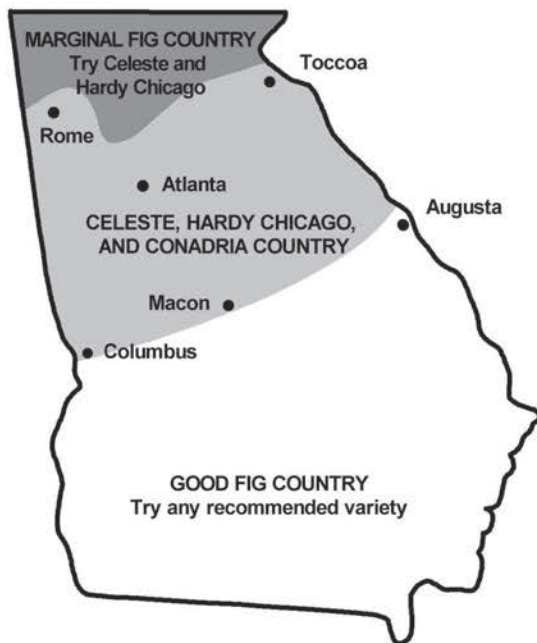 MARGINAL FIG COUNTRY
Try Celeste and
Hardy Chicago
Toccoa
Rome
Atlanta
CELESTE, HARDY CHICAGO,
AND CONADRIA COUNTRY
Augusta
Macon
Columbus
GOOD FIG COUNTRY
Try any recommended variety